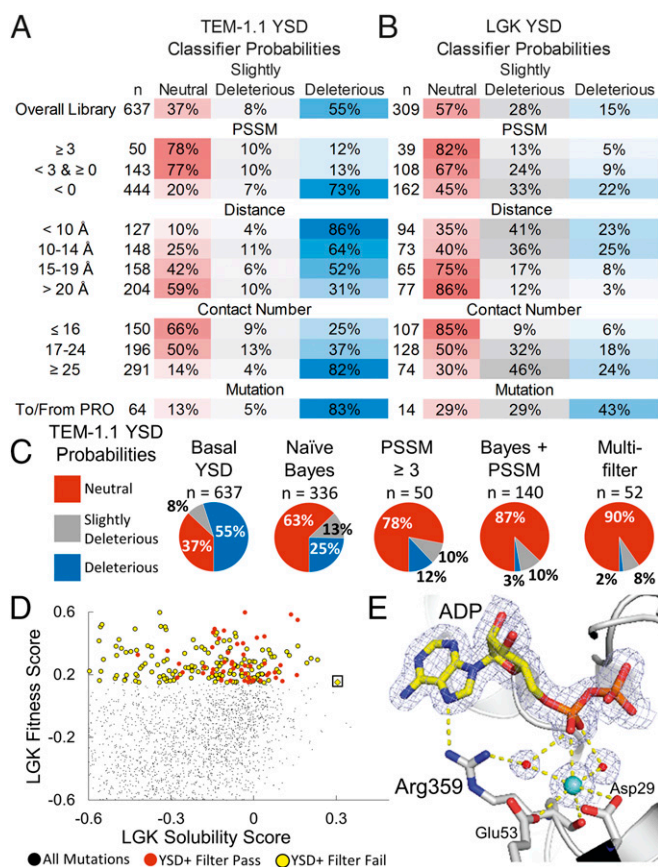 A TEM-1.1 YSD B LGK YSD
Classifier Probabilities Classifier Probabilities
Slightly Slightly
n Neutral Deleterious Deleterious n Neutral Deleterious Deleterious
Overall Library 637 37% 8% 55% 309 57% 28% 15%
PSSM PSSM
≥ 3 50 78% 10% 12% 39 82% 13% 5%
< 3 & ≥ 0 143 77% 10% 13% 108 67% 24% 9%
< 0 444 20% 7% 73% 162 45% 33% 22%
Distance Distance
< 10 Å 127 10% 4% 86% 94 35% 41% 23%
10-14 Å 148 25% 11% 64% 73 40% 36% 25%
15-19 Å 158 42% 6% 52% 65 75% 17% 8%
> 20 Å 204 59% 10% 31% 77 86% 12% 3%
Contact Number Contact Number
≤ 16 150 66% 9% 25% 107 85% 9% 6%
17-24 196 50% 13% 37% 128 50% 32% 18%
≥ 25 291 14% 4% 82% 74 30% 46% 24%
Mutation Mutation
To/From PRO 64 13% 5% 83% 14 29% 29% 43%
C TEM-1.1 YSD
Probabilities
Neutral
Slightly
Deleterious
Deleterious
Basal
YSD
n = 637
8%
55%
37%
Naïve
Bayes
n = 336
63%
13%
25%
PSSM
≥ 3
n = 50
78%
10%
12%
Bayes +
PSSM
n = 140
87%
3%
10%
Multi-
filter
n = 52
90%
2%
8%
D
LGK Fitness Score
0.6
0.2
-0.2
-0.6
-0.6 -0.3 0 0.3
LGK Solubility Score
All Mutations YSD+ Filter Pass YSD+ Filter Fail
E
ADP
Arg359
Asp29
Glu53